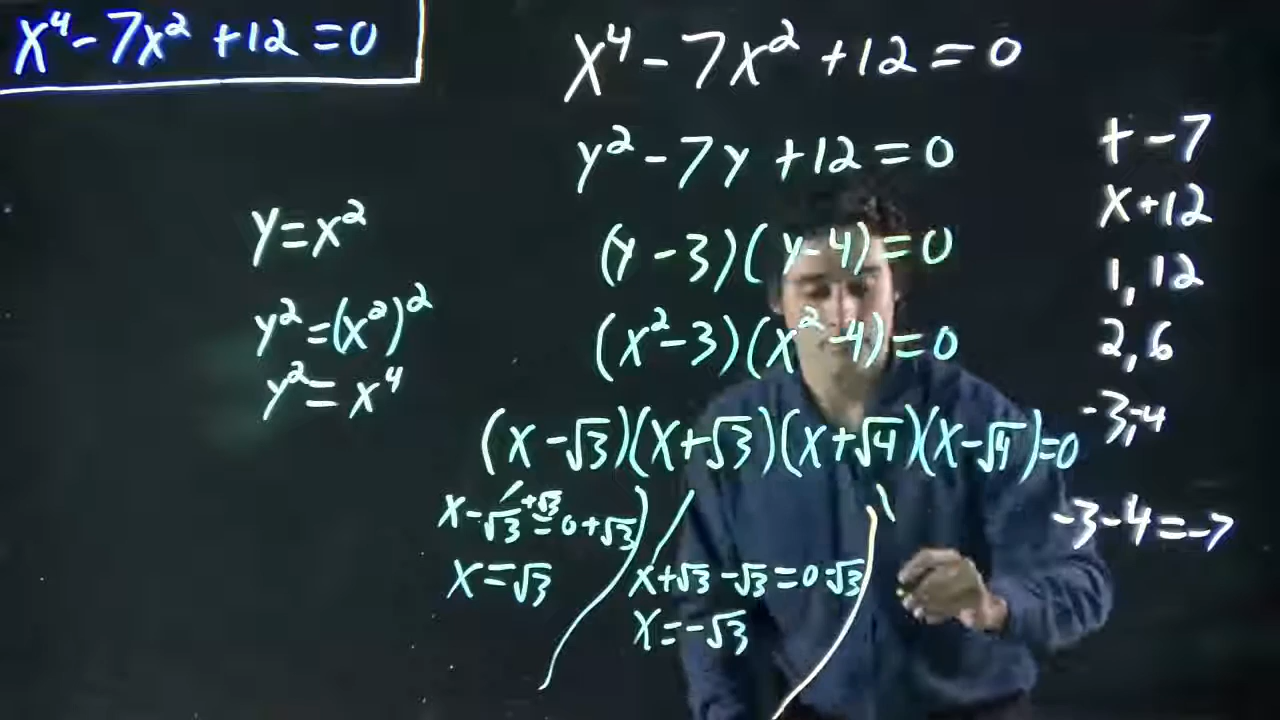 x⁴ - 7x² + 12 = 0
x⁴ - 7x² + 12 = 0
y² - 7y + 12 = 0
(y - 3)(y - 4) = 0
(x² - 3)(x² - 4) = 0
(x - √3)(x + √3)(x + √4)(x - √4) = 0
x - √3 + √3 = 0 + √3
x = √3
x + √3 - √3 = 0 - √3
x = -√3
y = x²
y² = (x²)²
y² = x⁴
+ -7
x +12
1, 12
2, 6
-3, -4
-3 - 4 = -7